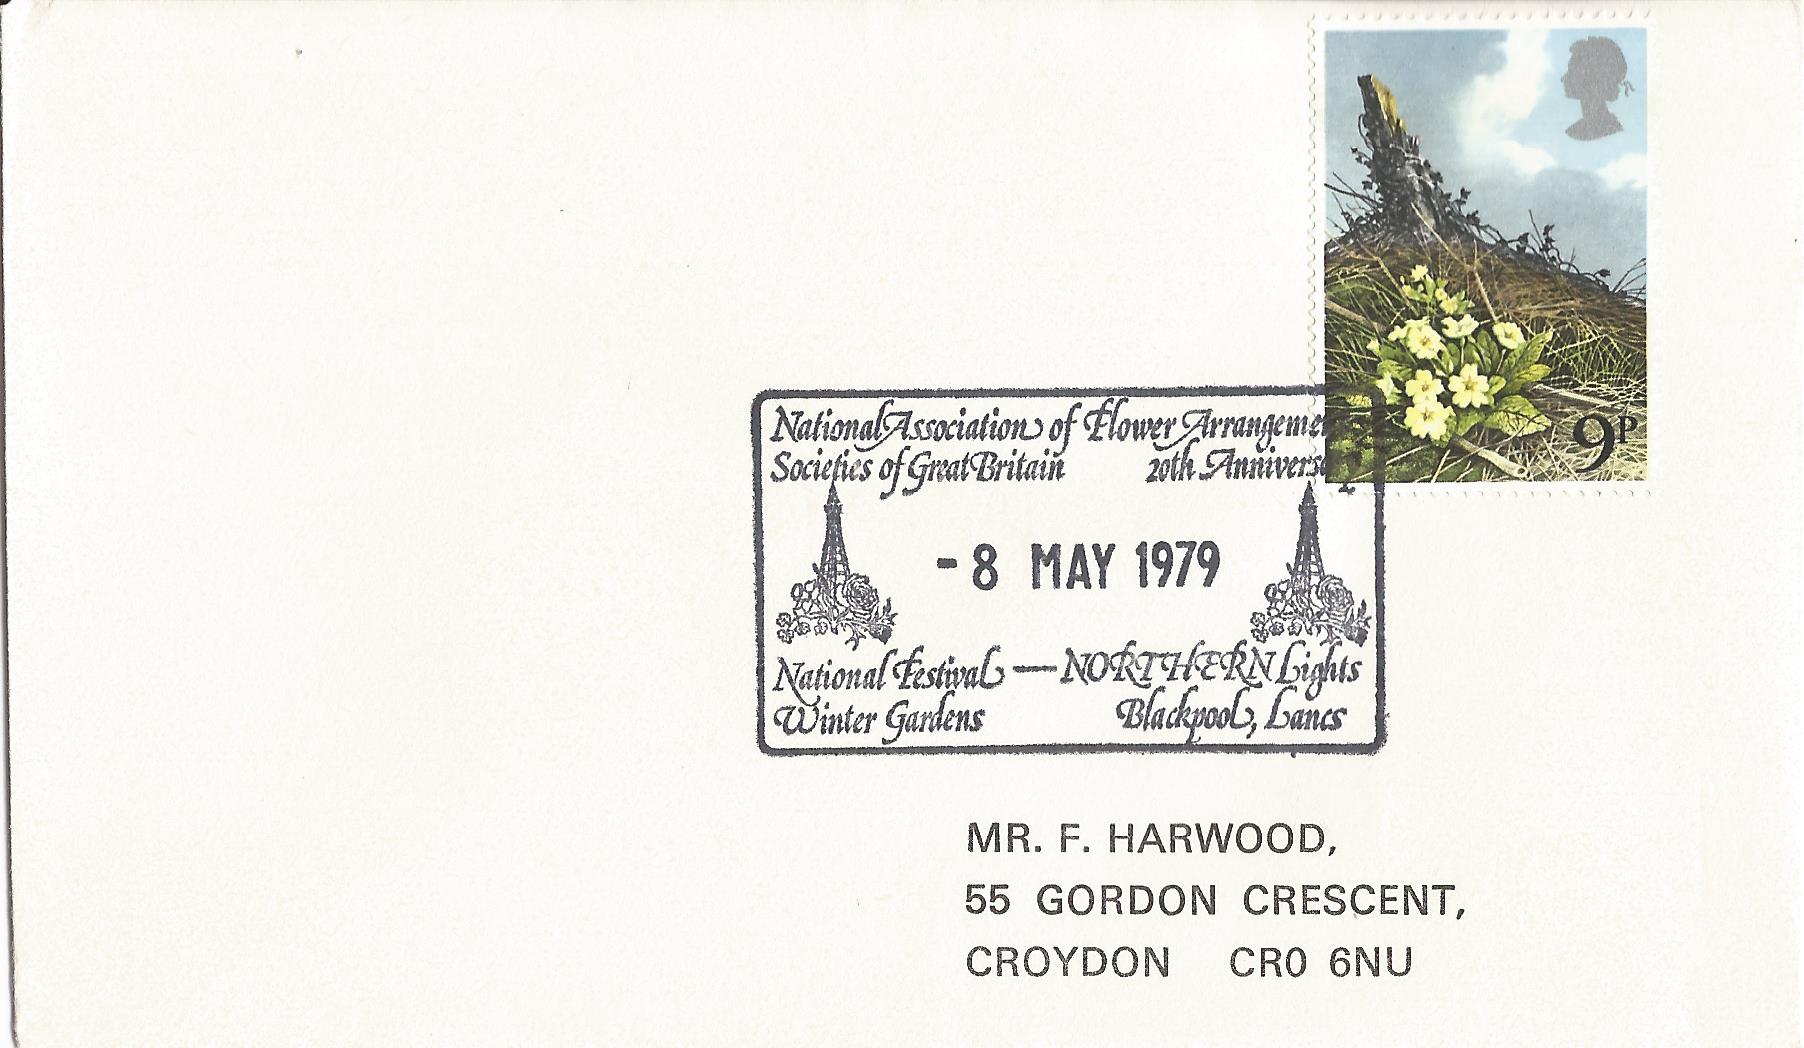 9P
National Association of Flower Arrangement
Societies of Great Britain 20th Anniversary
- 8 MAY 1979
National Festival — NORTHERN Lights
Winter Gardens Blackpool, Lancs
MR. F. HARWOOD,
55 GORDON CRESCENT,
CROYDON CR0 6NU